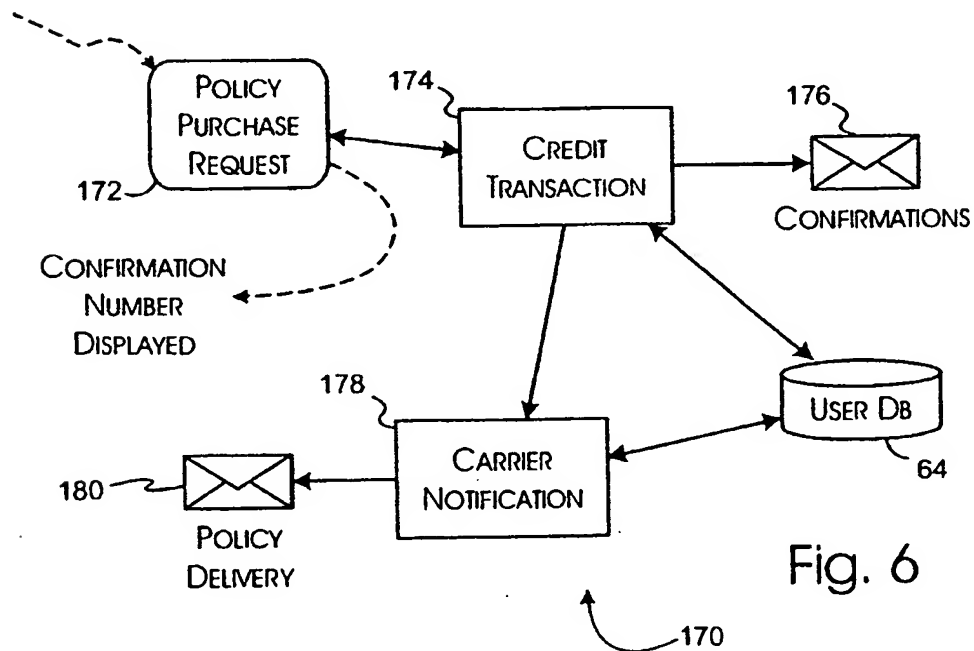 POLICY
PURCHASE
REQUEST
172
174
CREDIT
TRANSACTION
176
CONFIRMATIONS
CONFIRMATION
NUMBER
DISPLAYED
178
CARRIER
NOTIFICATION
USER DB
64
180
POLICY
DELIVERY
Fig. 6
170